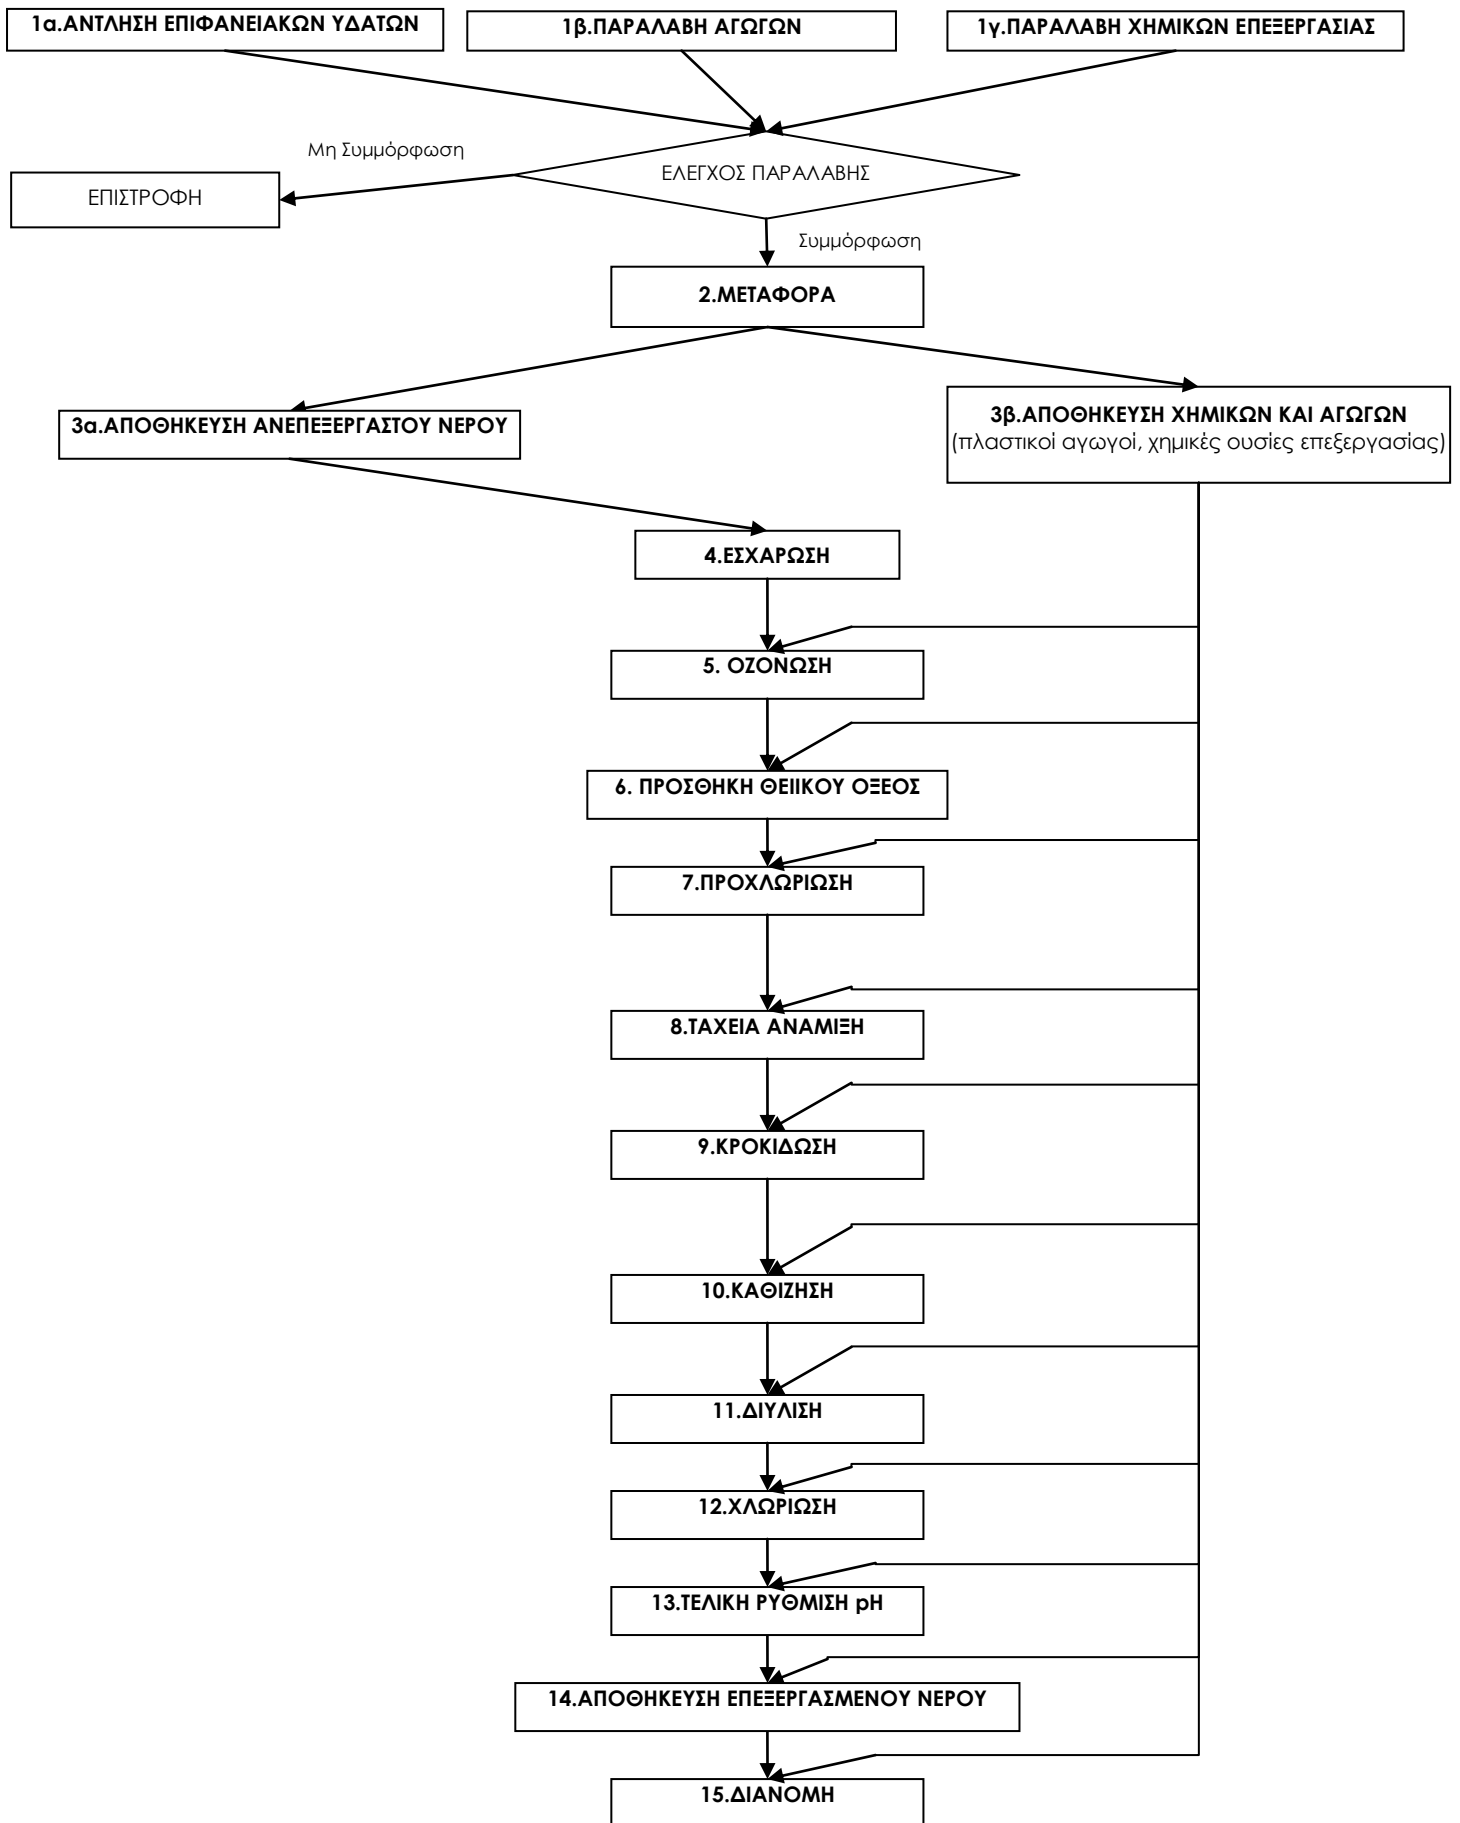 1α.ΑΝΤΛΗΣΗ ΕΠΙΦΑΝΕΙΑΚΩΝ ΥΔΑΤΩΝ
1β.ΠΑΡΑΛΑΒΗ ΑΓΩΓΩΝ
1γ.ΠΑΡΑΛΑΒΗ ΧΗΜΙΚΩΝ ΕΠΕΞΕΡΓΑΣΙΑΣ
Μη Συμμόρφωση
ΕΛΕΓΧΟΣ ΠΑΡΑΛΑΒΗΣ
ΕΠΙΣΤΡΟΦΗ
Συμμόρφωση
2.ΜΕΤΑΦΟΡΑ
3α.ΑΠΟΘΗΚΕΥΣΗ ΑΝΕΠΕΞΕΡΓΑΣΤΟΥ ΝΕΡΟΥ
3β.ΑΠΟΘΗΚΕΥΣΗ ΧΗΜΙΚΩΝ ΚΑΙ ΑΓΩΓΩΝ
(πλαστικοί αγωγοί, χημικές ουσίες επεξεργασίας)
4.ΕΣΧΑΡΩΣΗ
5. ΟΖΟΝΩΣΗ
6. ΠΡΟΣΘΗΚΗ ΘΕΙΙΚΟΥ ΟΞΕΟΣ
7.ΠΡΟΧΛΩΡΙΩΣΗ
8.ΤΑΧΕΙΑ ΑΝΑΜΙΞΗ
9.ΚΡΟΚΙΔΩΣΗ
10.ΚΑΘΙΖΗΣΗ
11.ΔΙΥΛΙΣΗ
12.ΧΛΩΡΙΩΣΗ
13.ΤΕΛΙΚΗ ΡΥΘΜΙΣΗ pH
14.ΑΠΟΘΗΚΕΥΣΗ ΕΠΕΞΕΡΓΑΣΜΕΝΟΥ ΝΕΡΟΥ
15.ΔΙΑΝΟΜΗ